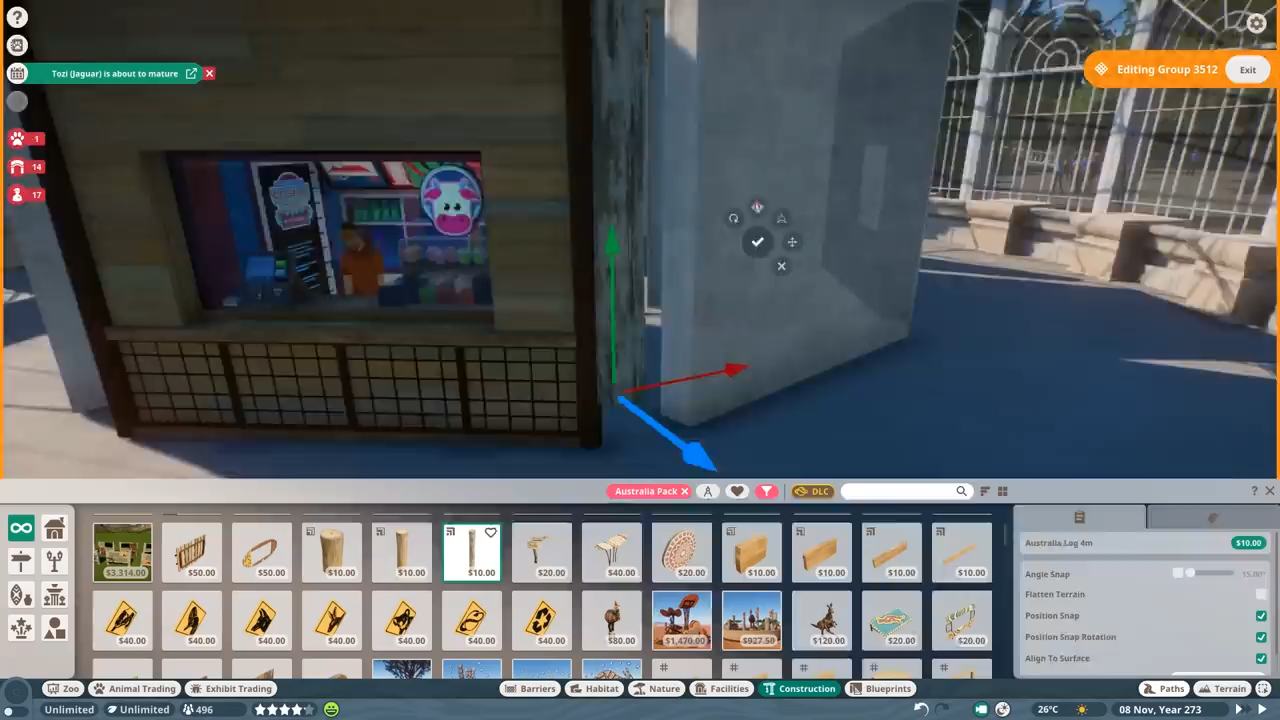 ?
Tozi (Jaguar) is about to mature
Editing Group 3512
Exit
1
14
17
Australia Pack
DLC
?
$3,314.00
$50.00
$50.00
$10.00
$10.00
$10.00
$20.00
$40.00
$20.00
$10.00
$10.00
$10.00
$10.00
Australia Log 4m
$10.00
Angle Snap
15.00°
Flatten Terrain
Position Snap
Position Snap Rotation
Align To Surface
$40.00
$40.00
$40.00
$40.00
$40.00
$40.00
$40.00
$80.00
$1,470.00
$927.50
$120.00
$20.00
$20.00
Zoo
Animal Trading
Exhibit Trading
Barriers
Habitat
Nature
Facilities
Construction
Blueprints
Paths
Terrain
Unlimited
Unlimited
496
26°C
08 Nov, Year 273